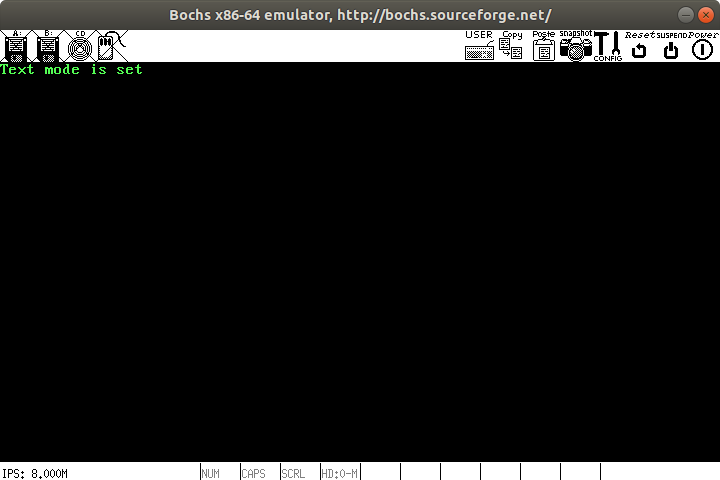 Bochs x86-64 emulator, http://bochs.sourceforge.net/
A: B: CD USER Copy Poste Snapshot CONFIG Reset SUSPEND Power
Text mode is set
IPS: 8.000M NUM CAPS SCRL HD:0-M